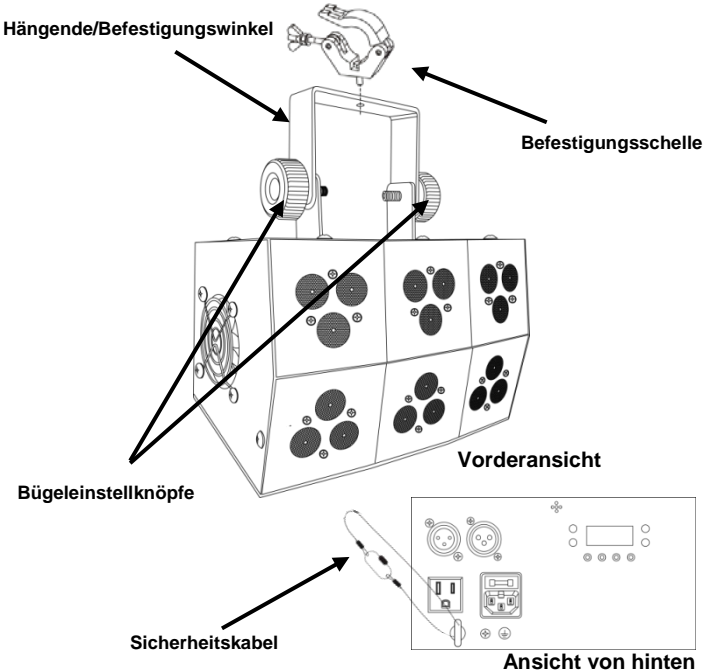 Hängende/Befestigungswinkel
Befestigungsschelle
Vorderansicht
Bügeleinstellknöpfe
Sicherheitskabel
Ansicht von hinten